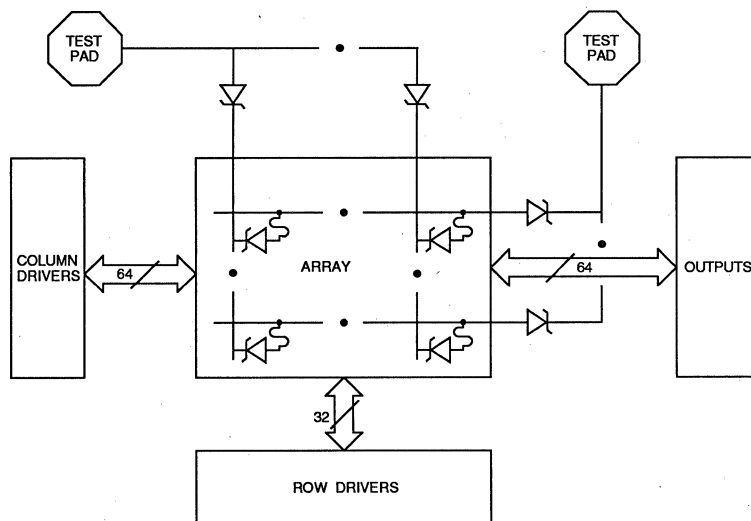 TEST
PAD
TEST
PAD
COLUMN
DRIVERS
64
ARRAY
64
OUTPUTS
32
ROW DRIVERS